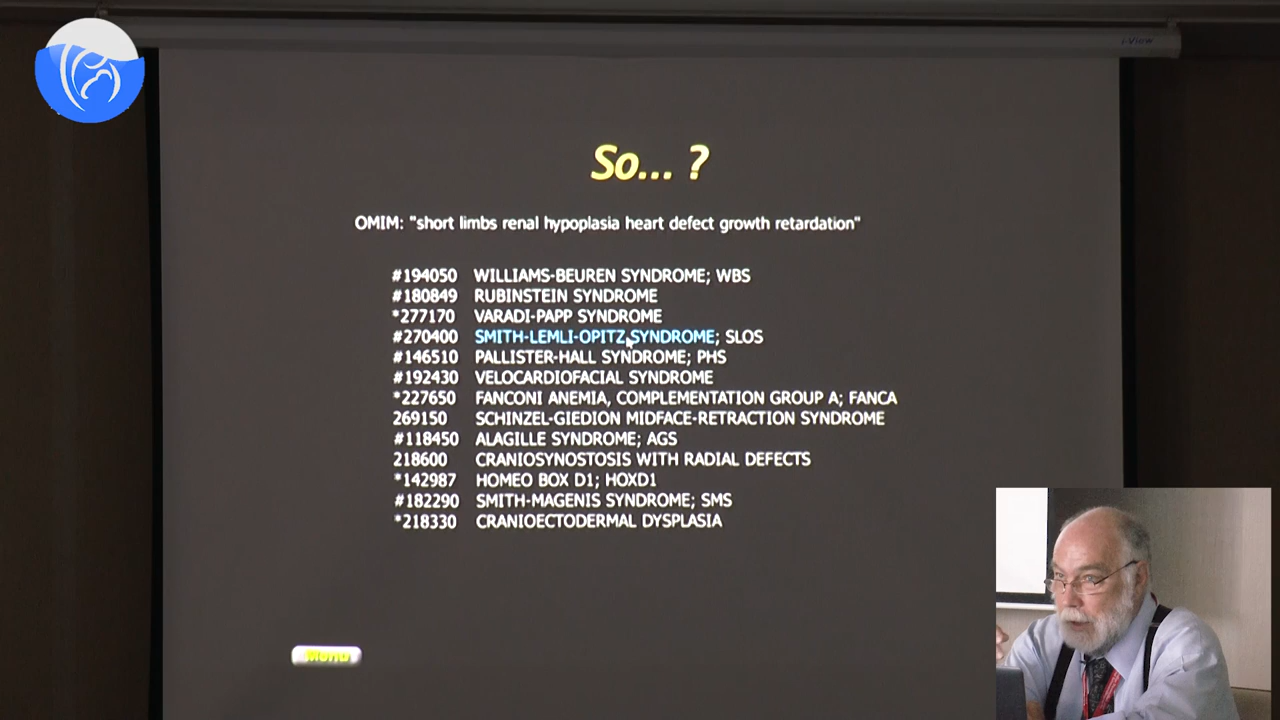 i-View
So... ?
OMIM: "short limbs renal hypoplasia heart defect growth retardation"
#194050 WILLIAMS-BEUREN SYNDROME; WBS
#180849 RUBINSTEIN SYNDROME
*277170 VARADI-PAPP SYNDROME
#270400 SMITH-LEMLI-OPITZ SYNDROME; SLOS
#146510 PALLISTER-HALL SYNDROME; PHS
#192430 VELOCARDIOFACIAL SYNDROME
*227650 FANCONI ANEMIA, COMPLEMENTATION GROUP A; FANCA
269150 SCHINZEL-GIEDION MIDFACE-RETRACTION SYNDROME
#118450 ALAGILLE SYNDROME; AGS
218600 CRANIOSYNOSTOSIS WITH RADIAL DEFECTS
*142987 HOMEO BOX D1; HOXD1
#182290 SMITH-MAGENIS SYNDROME; SMS
*218330 CRANIOECTODERMAL DYSPLASIA
Menu